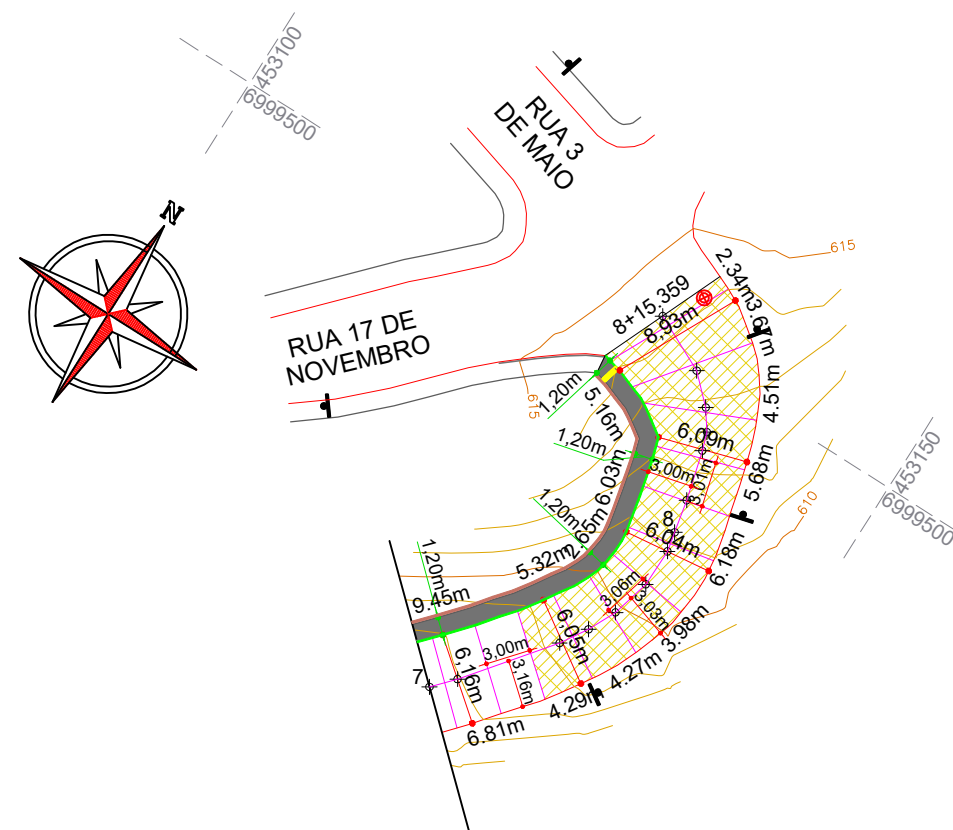 453100
6999500
N
RUA 3
DE MAIO
615
RUA 17 DE
NOVEMBRO
8+15.359
8,93m
2.34m
3.67m
4.51m
615
1,20m
5.16m
1,20m
6.03m
6,09m
3,00m
3,01m
5.68m
610
453150
6999500
1,20m
2.65m
8
6,04m
6.18m
1,20m
5.32m
9.45m
3,06m
3,03m
3.98m
6,05m
4.27m
4.29m
7
6,16m
3,00m
3,16m
6.81m